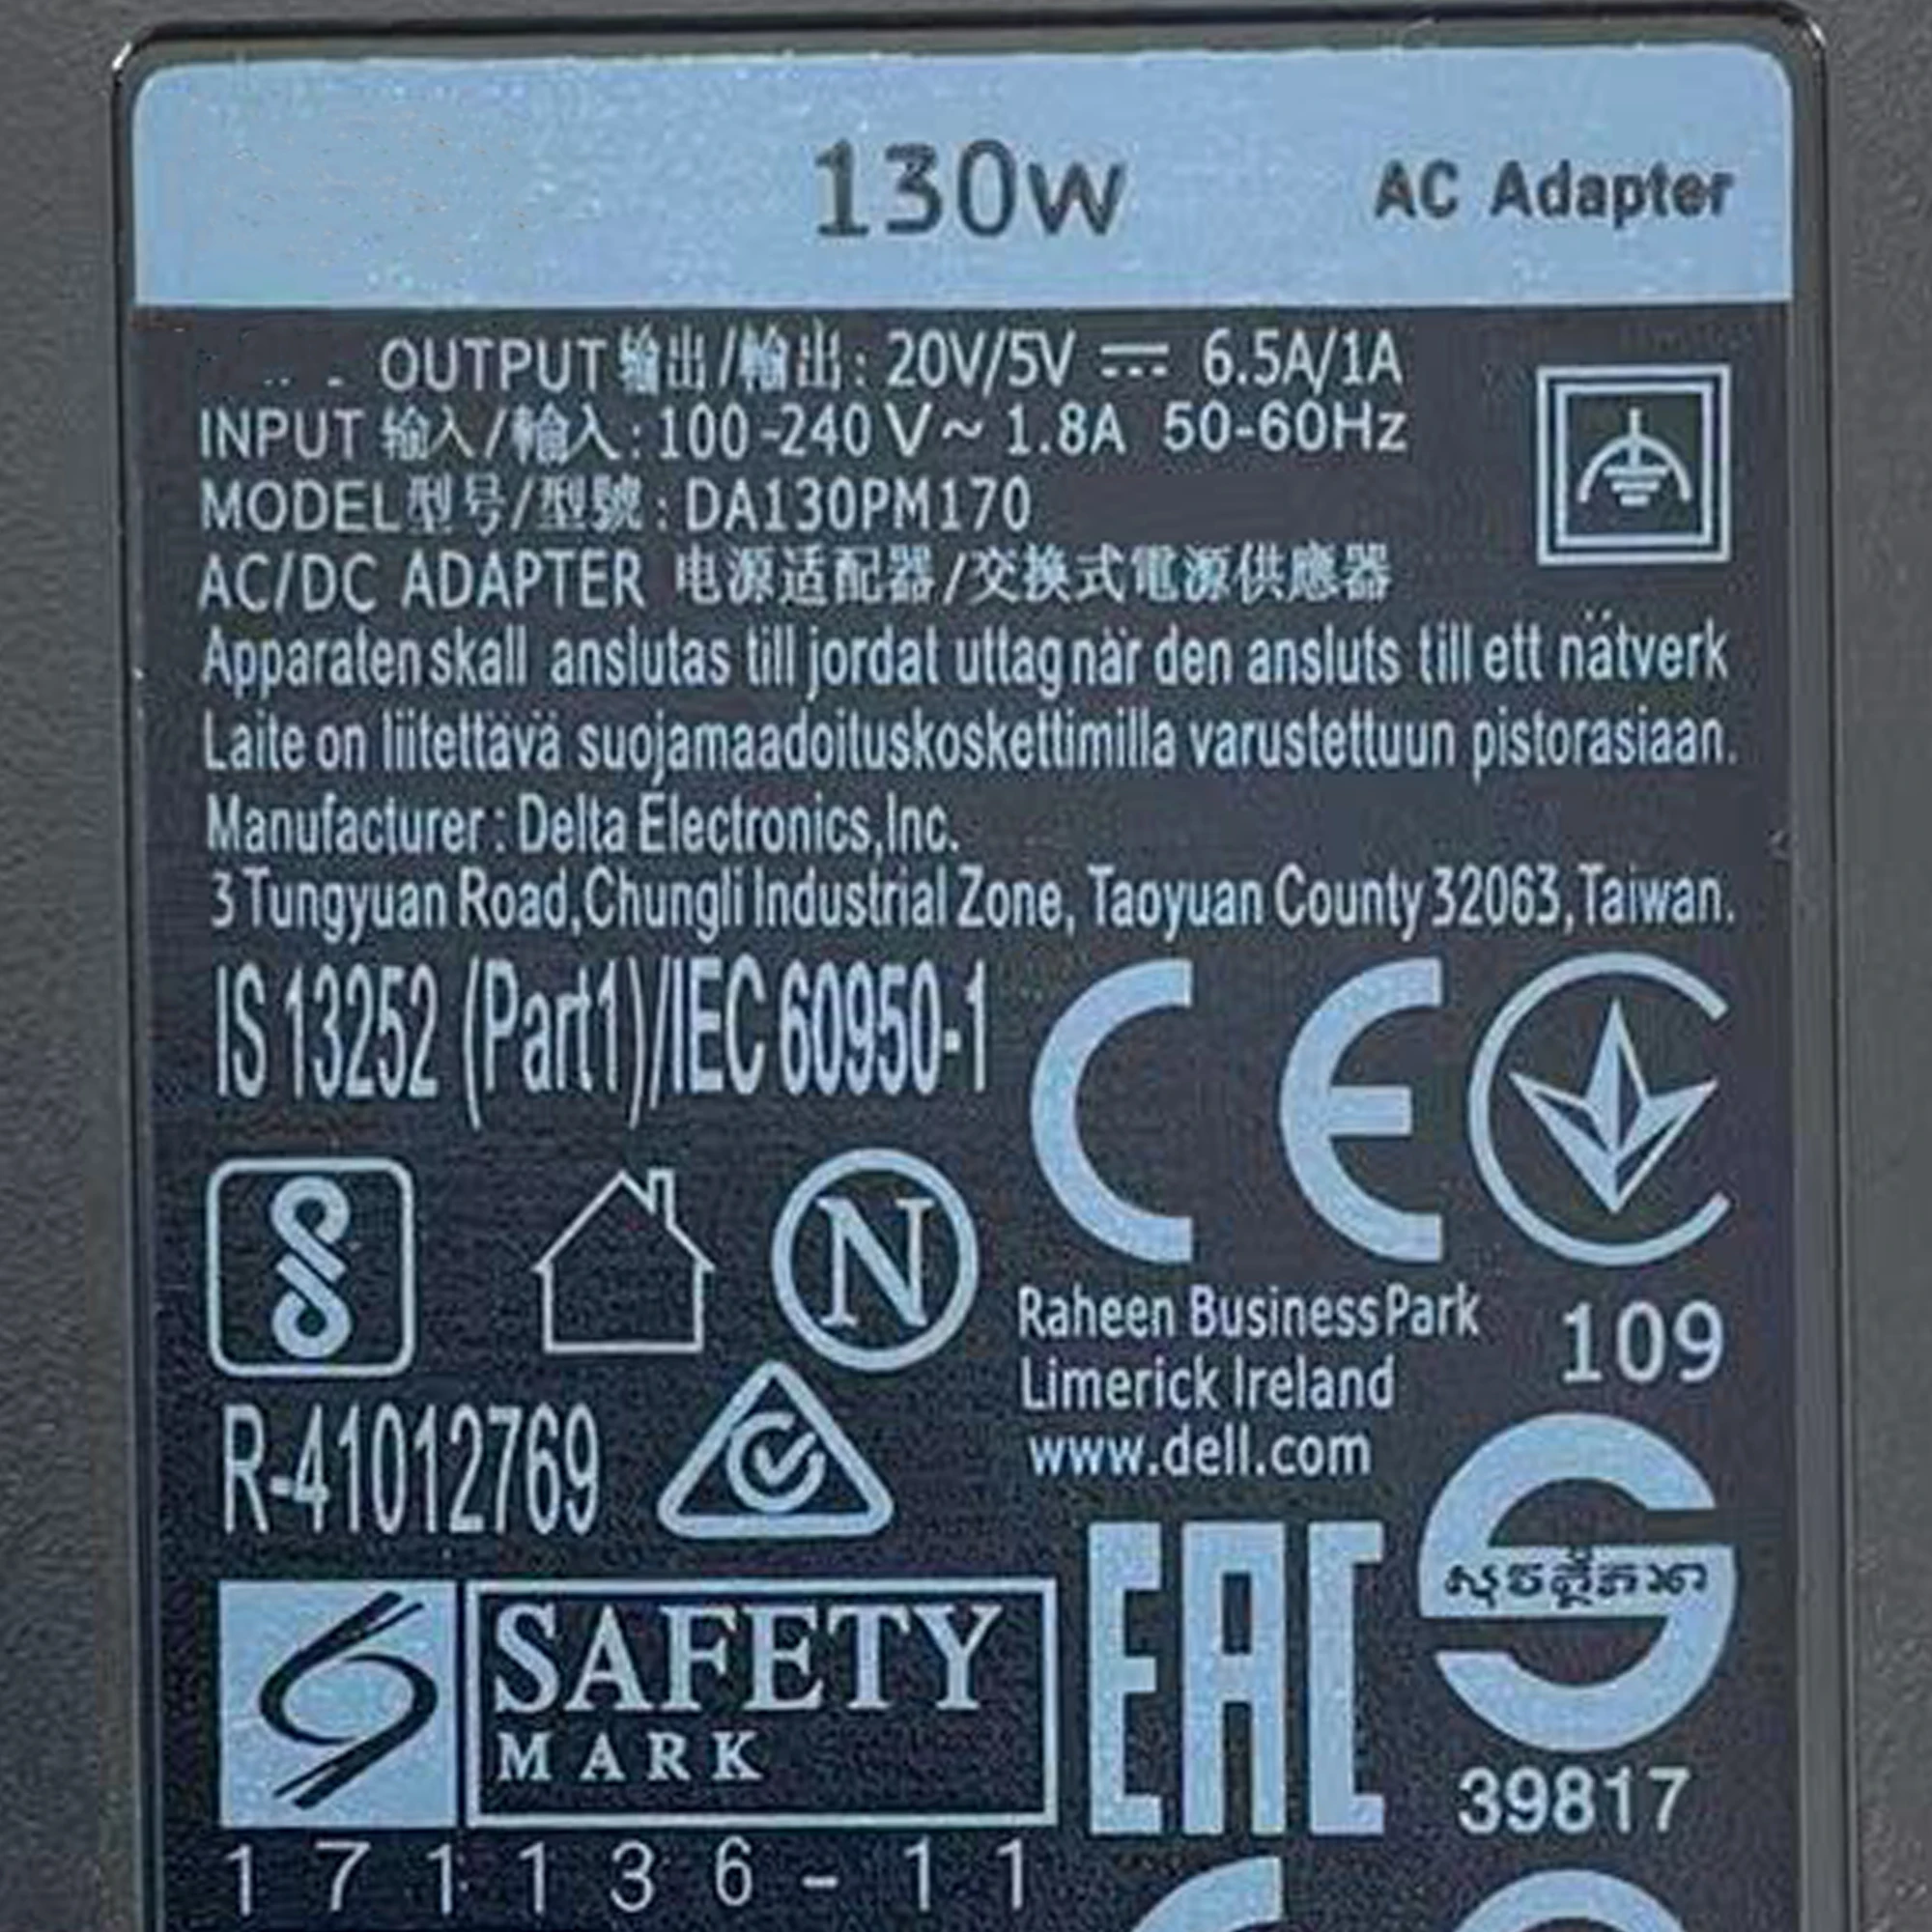 130w AC Adapter
OUTPUT 输出/輸出: 20V/5V ⎓ 6.5A/1A
INPUT 输入/輸入: 100-240 V~ 1.8A 50-60Hz
MODEL 型号/型號: DA130PM170
AC/DC ADAPTER 电源适配器/交换式電源供應器
Apparaten skall anslutas till jordat uttag när den ansluts till ett nätverk
Laite on liitettävä suojamaadoituskoskettimilla varustettuun pistorasiaan.
Manufacturer: Delta Electronics,Inc.
3 Tungyuan Road,Chungli Industrial Zone, Taoyuan County 32063, Taiwan.
IS 13252 (Part1)/IEC 60950-1
CE
N
Raheen Business Park
Limerick Ireland
www.dell.com
109
R-41012769
SAFETY
MARK
EAC
39817
171136-11